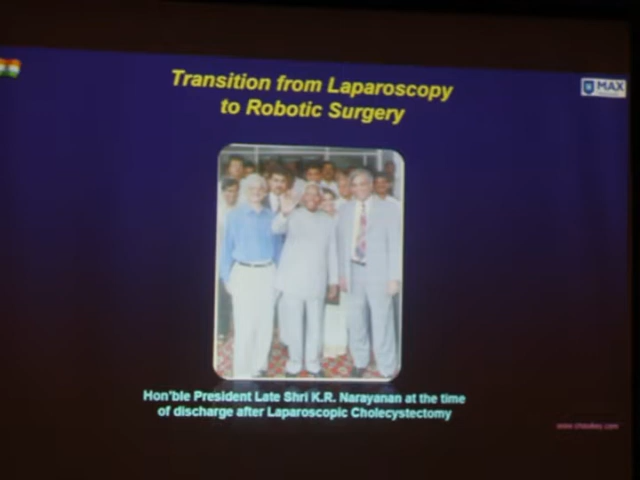 Transition from Laparoscopy
to Robotic Surgery
MAX
Hon'ble President Late Shri K.R. Narayanan at the time
of discharge after Laparoscopic Cholecystectomy